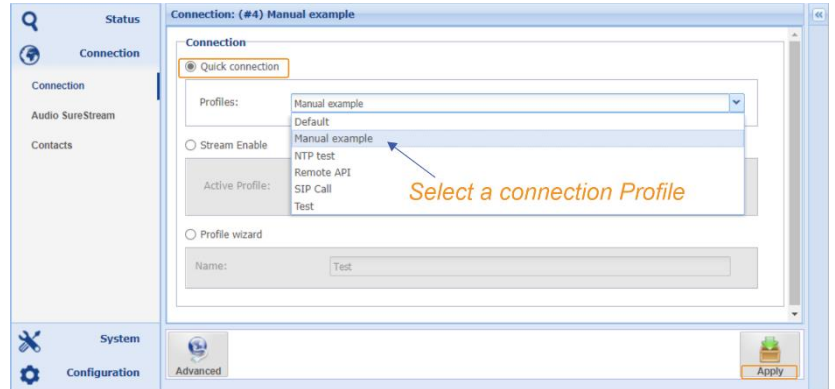 Status
Connection
Connection
Audio SureStream
Contacts
System
Configuration
Connection: (#4) Manual example
Connection
Quick connection
Profiles: Manual example
Default
Manual example
NTP test
Remote API
SIP Call
Test
Stream Enable
Active Profile:
Select a connection Profile
Profile wizard
Name: Test
Advanced
Apply